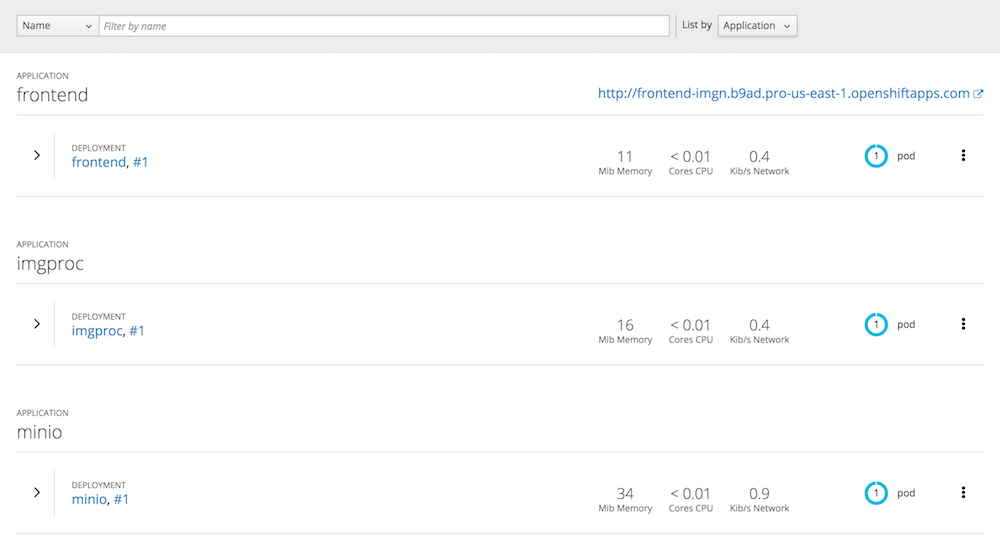 Name Filter by name List by Application
APPLICATION
frontend http://frontend-imgn.b9ad.pro-us-east-1.openshiftapps.com
DEPLOYMENT
frontend, #1
11 < 0.01 0.4 1 pod
Mib Memory Cores CPU Kib/s Network
APPLICATION
imgproc
DEPLOYMENT
imgproc, #1
16 < 0.01 0.4 1 pod
Mib Memory Cores CPU Kib/s Network
APPLICATION
minio
DEPLOYMENT
minio, #1
34 < 0.01 0.9 1 pod
Mib Memory Cores CPU Kib/s Network